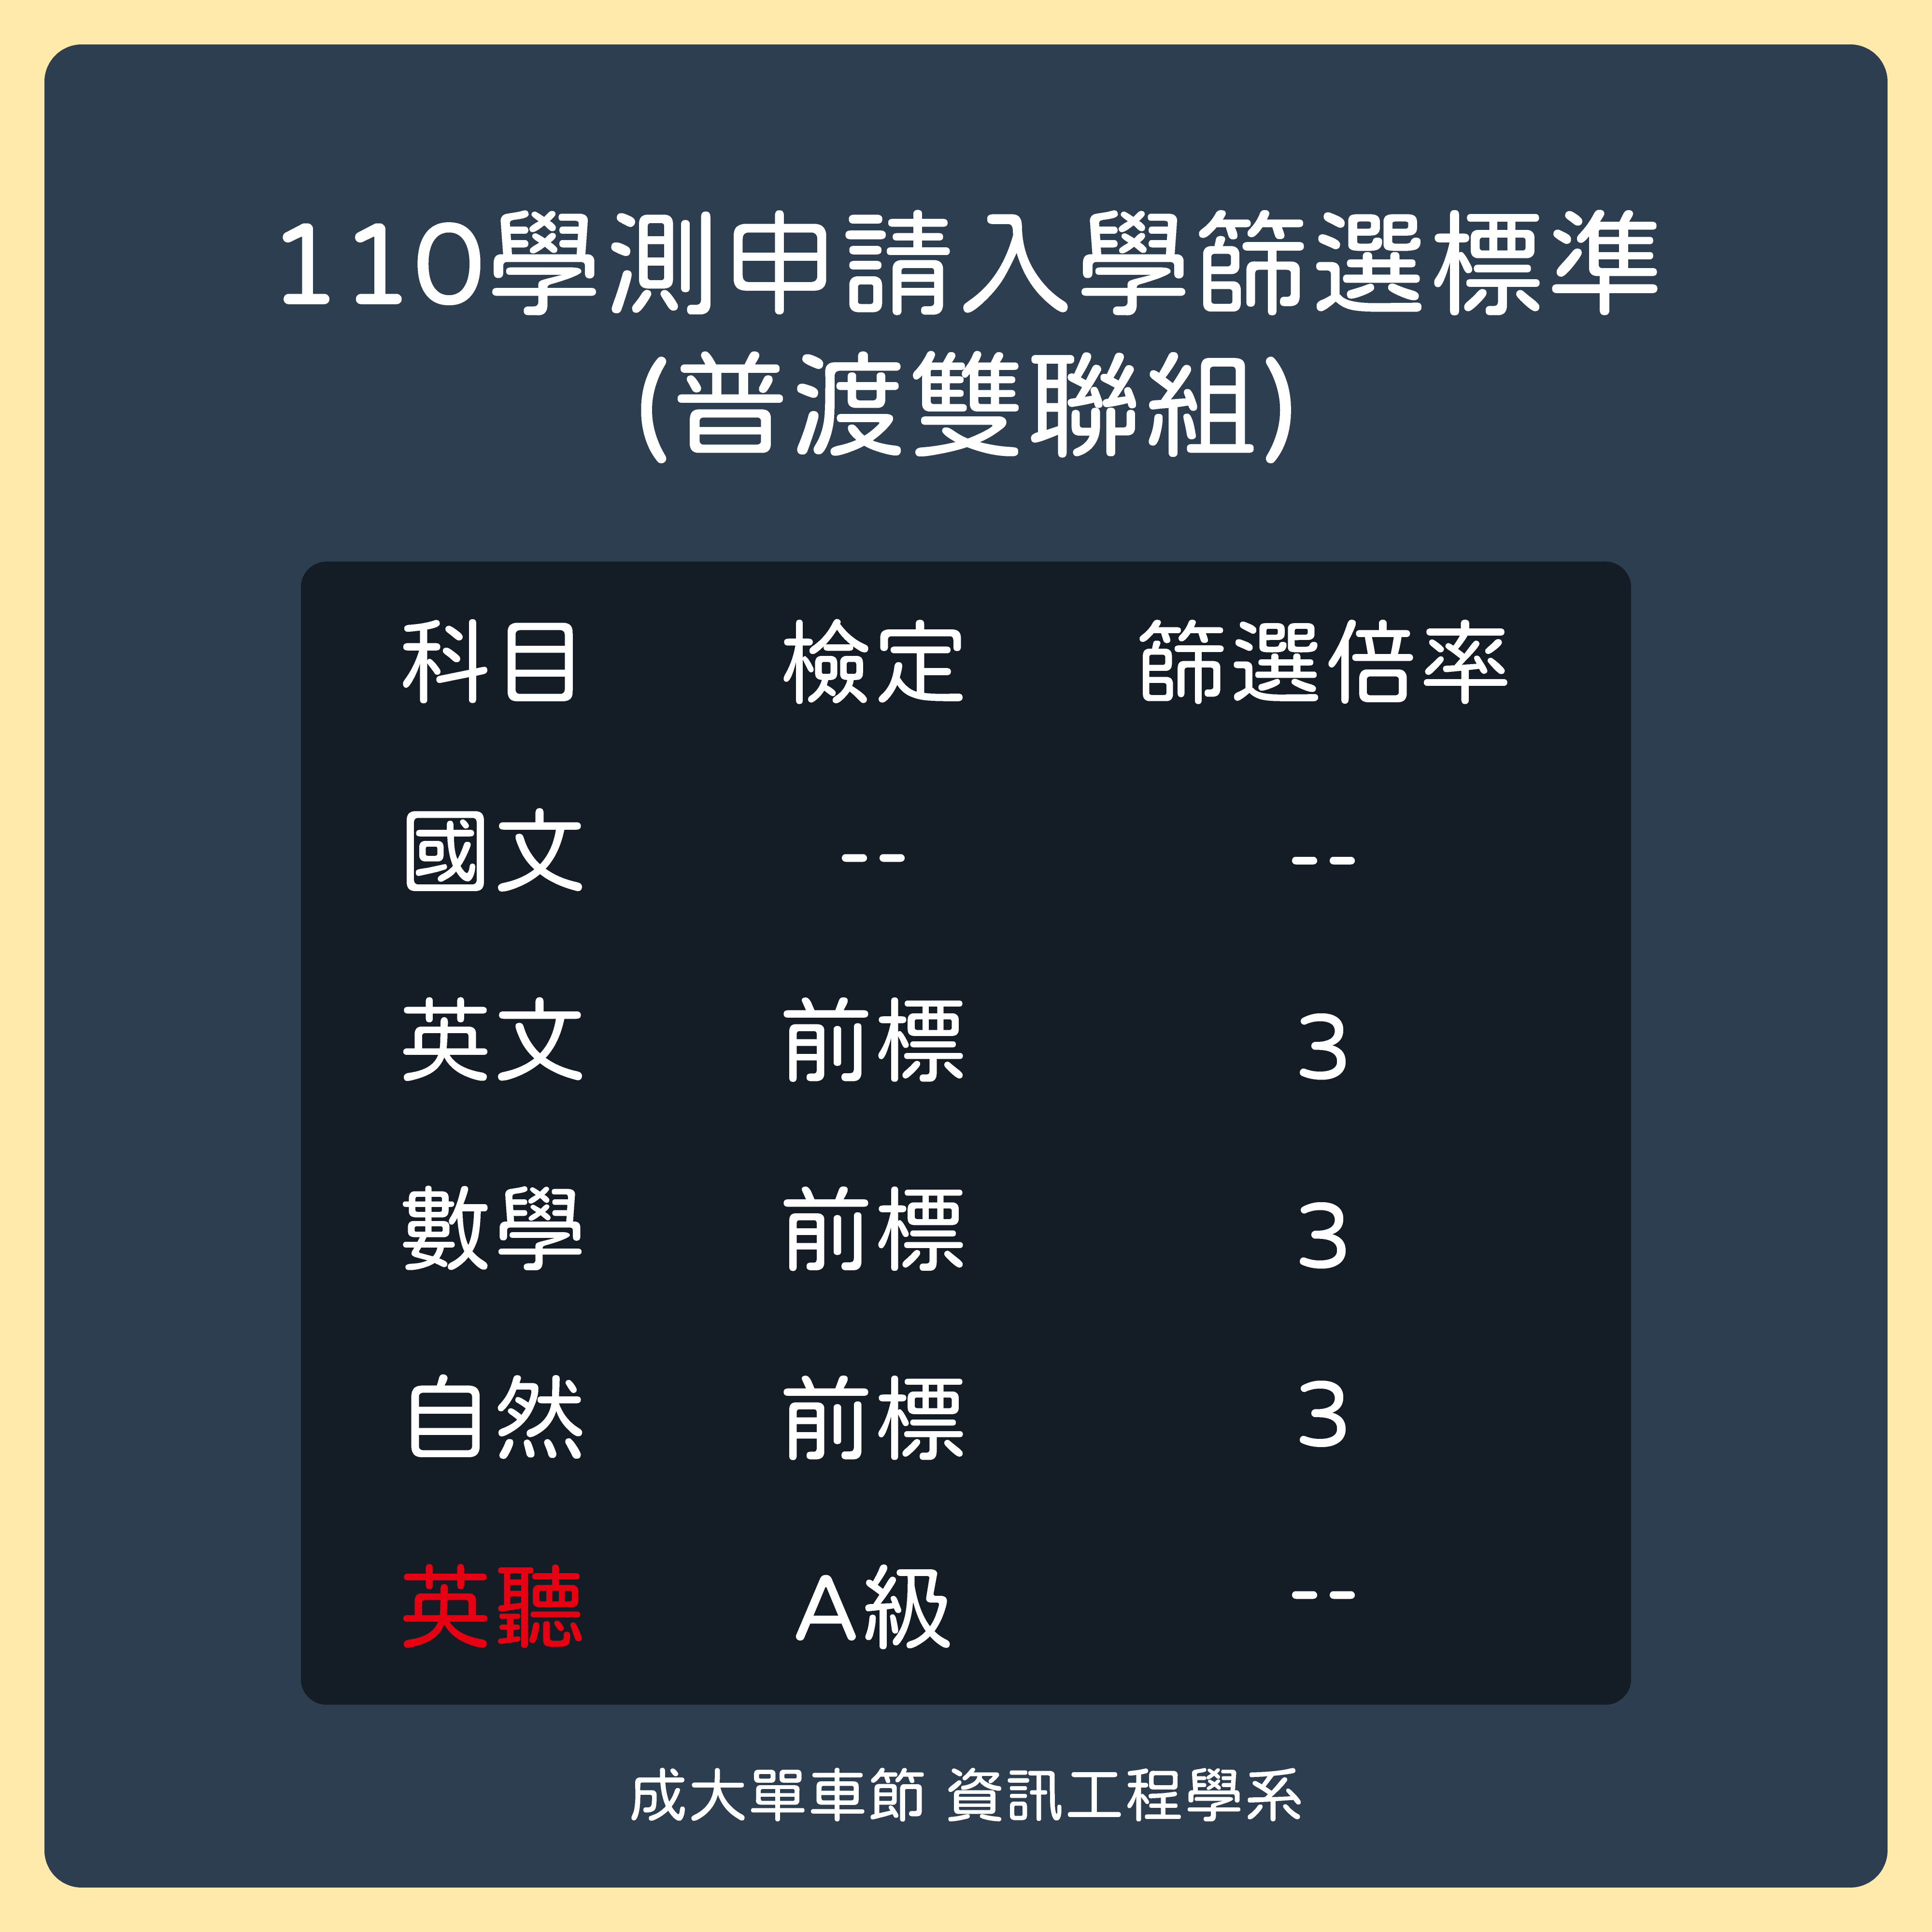 110學測申請入學篩選標準
(普渡雙聯組)
科目 檢定 篩選倍率
國文 -- --
英文 前標 3
數學 前標 3
自然 前標 3
英聽 A級 --
成大單車節 資訊工程學系